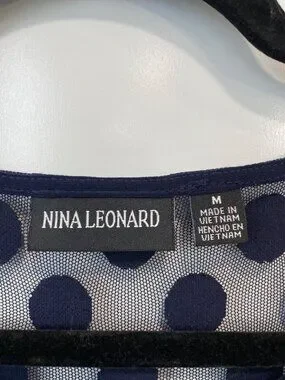 NINA LEONARD
M
MADE IN
VIETNAM
HENCHO EN
VIETNAM